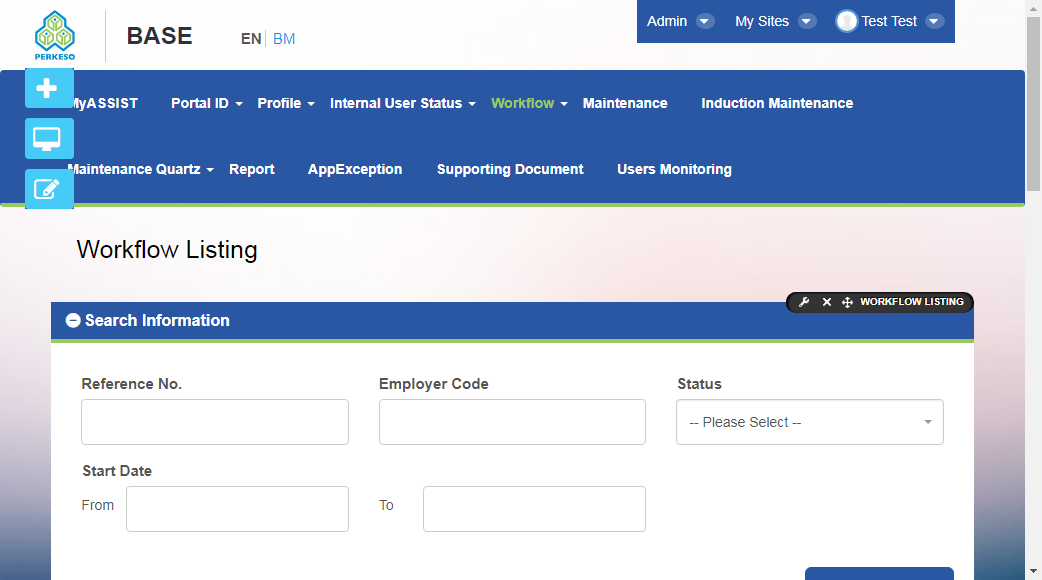 Admin My Sites Test Test
PERKESO
BASE
EN BM
MyASSIST Portal ID Profile Internal User Status Workflow Maintenance Induction Maintenance
Maintenance Quartz Report AppException Supporting Document Users Monitoring
Workflow Listing
WORKFLOW LISTING
Search Information
Reference No. Employer Code Status
-- Please Select --
Start Date
From To